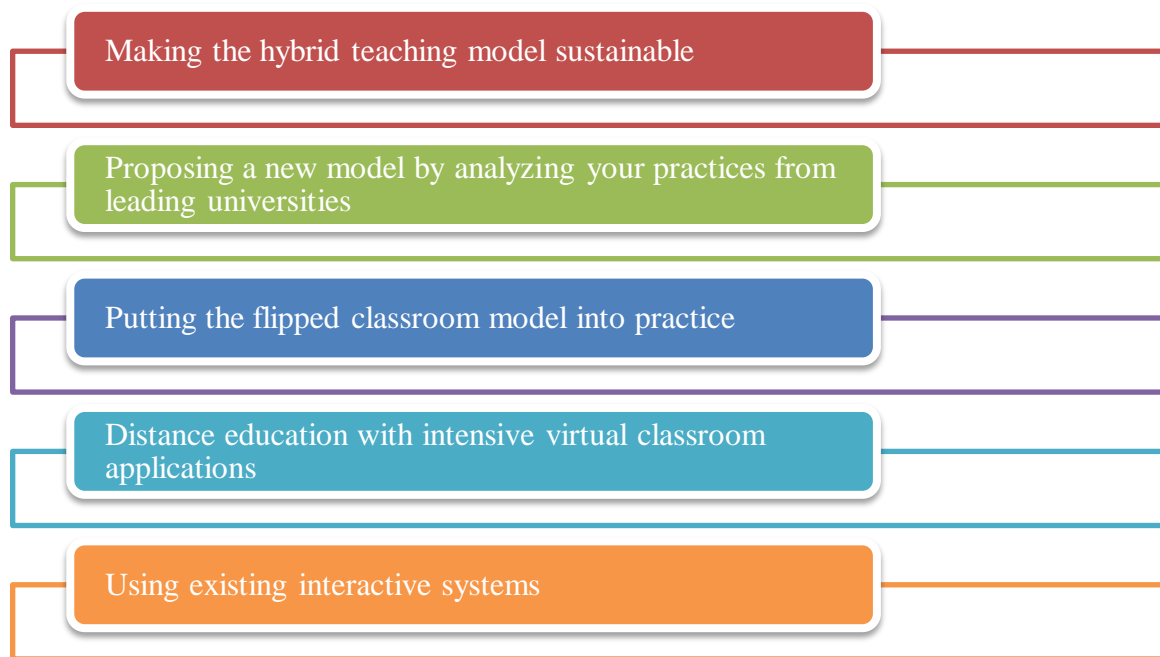 Making the hybrid teaching model sustainable
Proposing a new model by analyzing your practices from
leading universities
Putting the flipped classroom model into practice
Distance education with intensive virtual classroom
applications
Using existing interactive systems